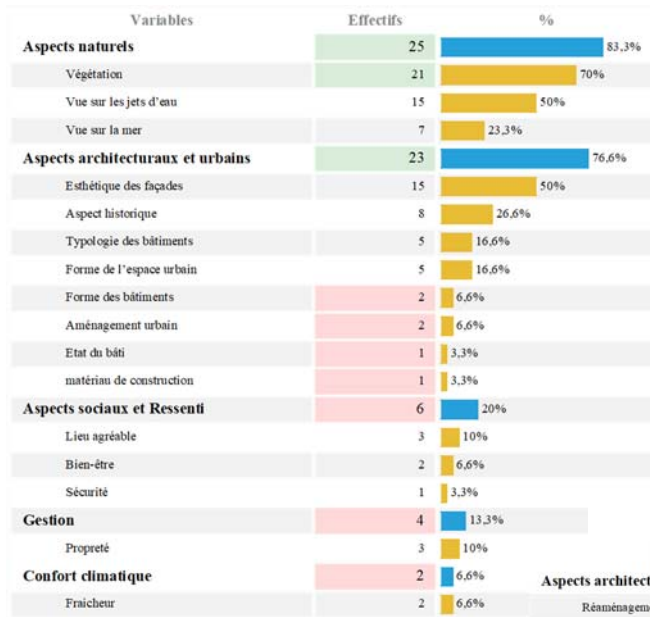 Variables Effectifs %
Aspects naturels 25 83,3%
Végétation 21 70%
Vue sur les jets d'eau 15 50%
Vue sur la mer 7 23,3%
Aspects architecturaux et urbains 23 76,6%
Esthétique des façades 15 50%
Aspect historique 8 26,6%
Typologie des bâtiments 5 16,6%
Forme de l'espace urbain 5 16,6%
Forme des bâtiments 2 6,6%
Aménagement urbain 2 6,6%
Etat du bâti 1 3,3%
matériau de construction 1 3,3%
Aspects sociaux et Ressenti 6 20%
Lieu agréable 3 10%
Bien-être 2 6,6%
Sécurité 1 3,3%
Gestion 4 13,3%
Propreté 3 10%
Confort climatique 2 6,6% Aspects architect
Fraicheur 2 6,6% Réaménageme